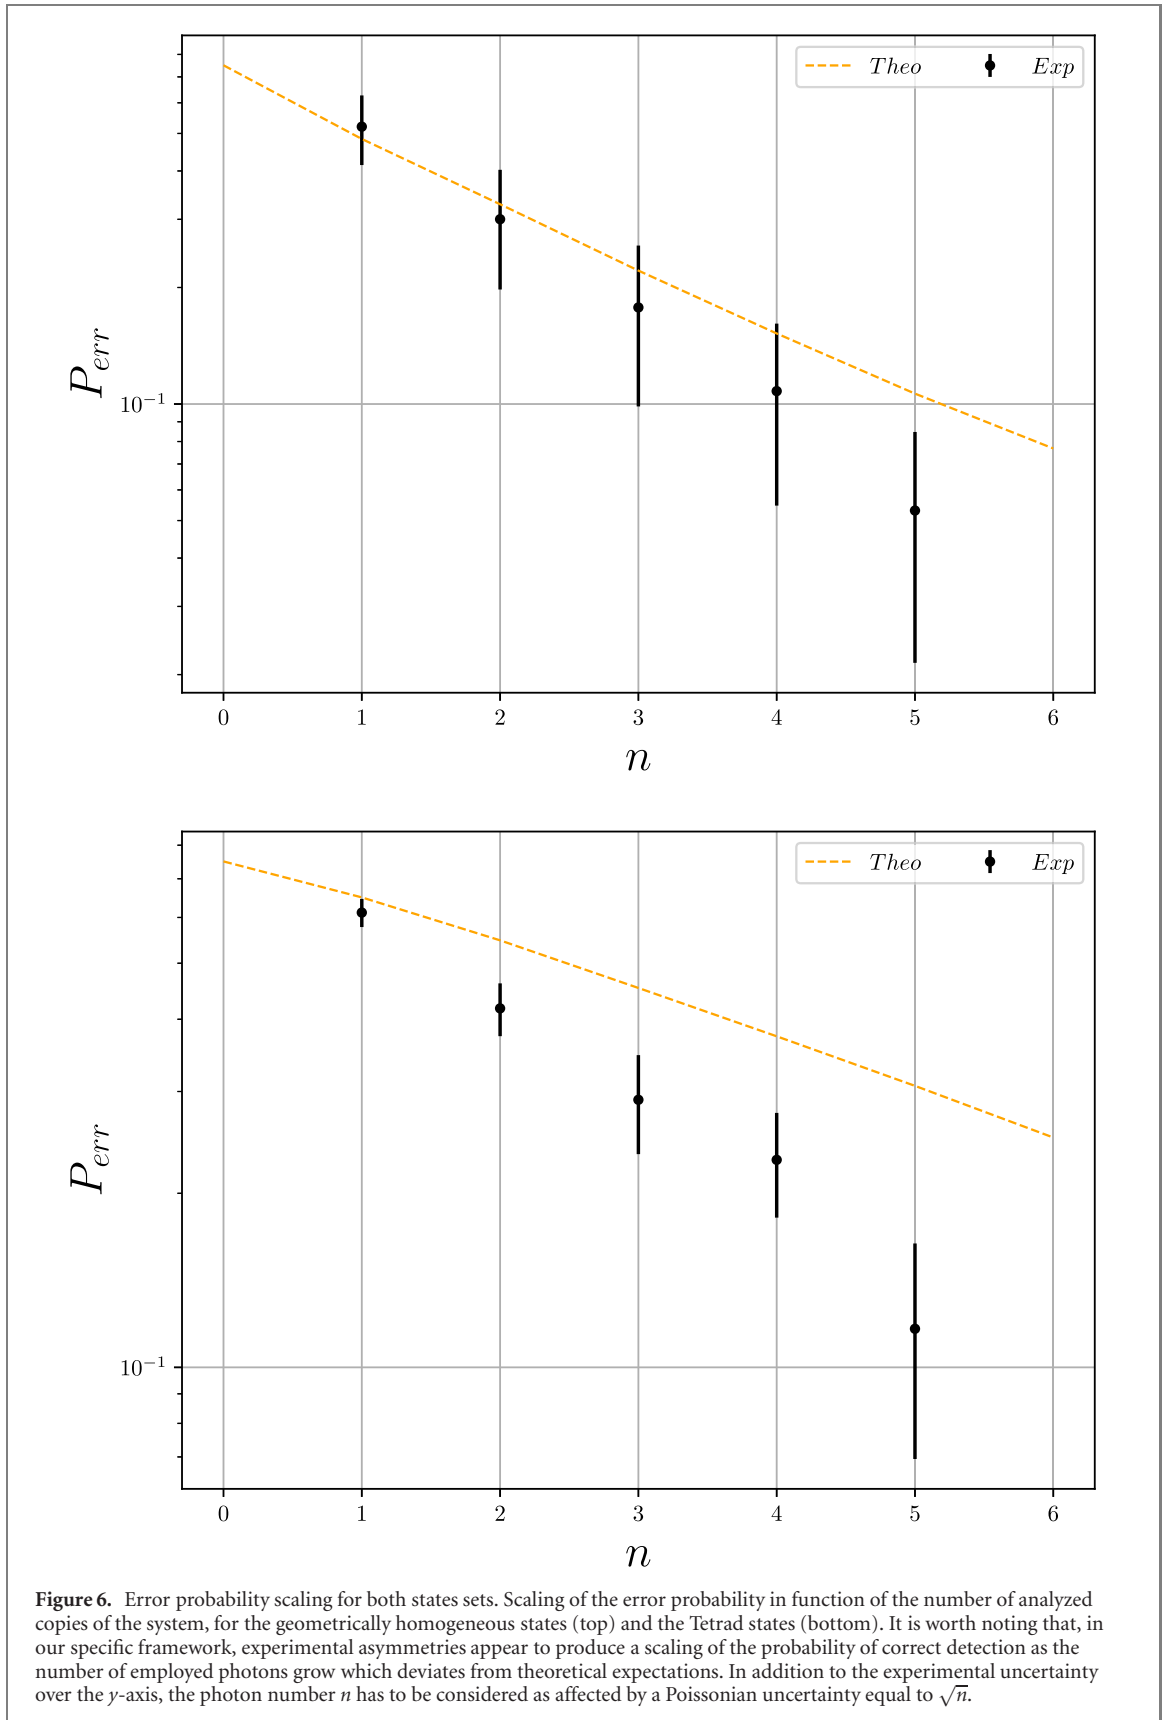 Theo Exp
P_err
10⁻¹
0 1 2 3 4 5 6
n
Theo Exp
P_err
10⁻¹
0 1 2 3 4 5 6
n
Figure 6. Error probability scaling for both states sets. Scaling of the error probability in function of the number of analyzed
copies of the system, for the geometrically homogeneous states (top) and the Tetrad states (bottom). It is worth noting that, in
our specific framework, experimental asymmetries appear to produce a scaling of the probability of correct detection as the
number of employed photons grow which deviates from theoretical expectations. In addition to the experimental uncertainty
over the y-axis, the photon number n has to be considered as affected by a Poissonian uncertainty equal to √n.